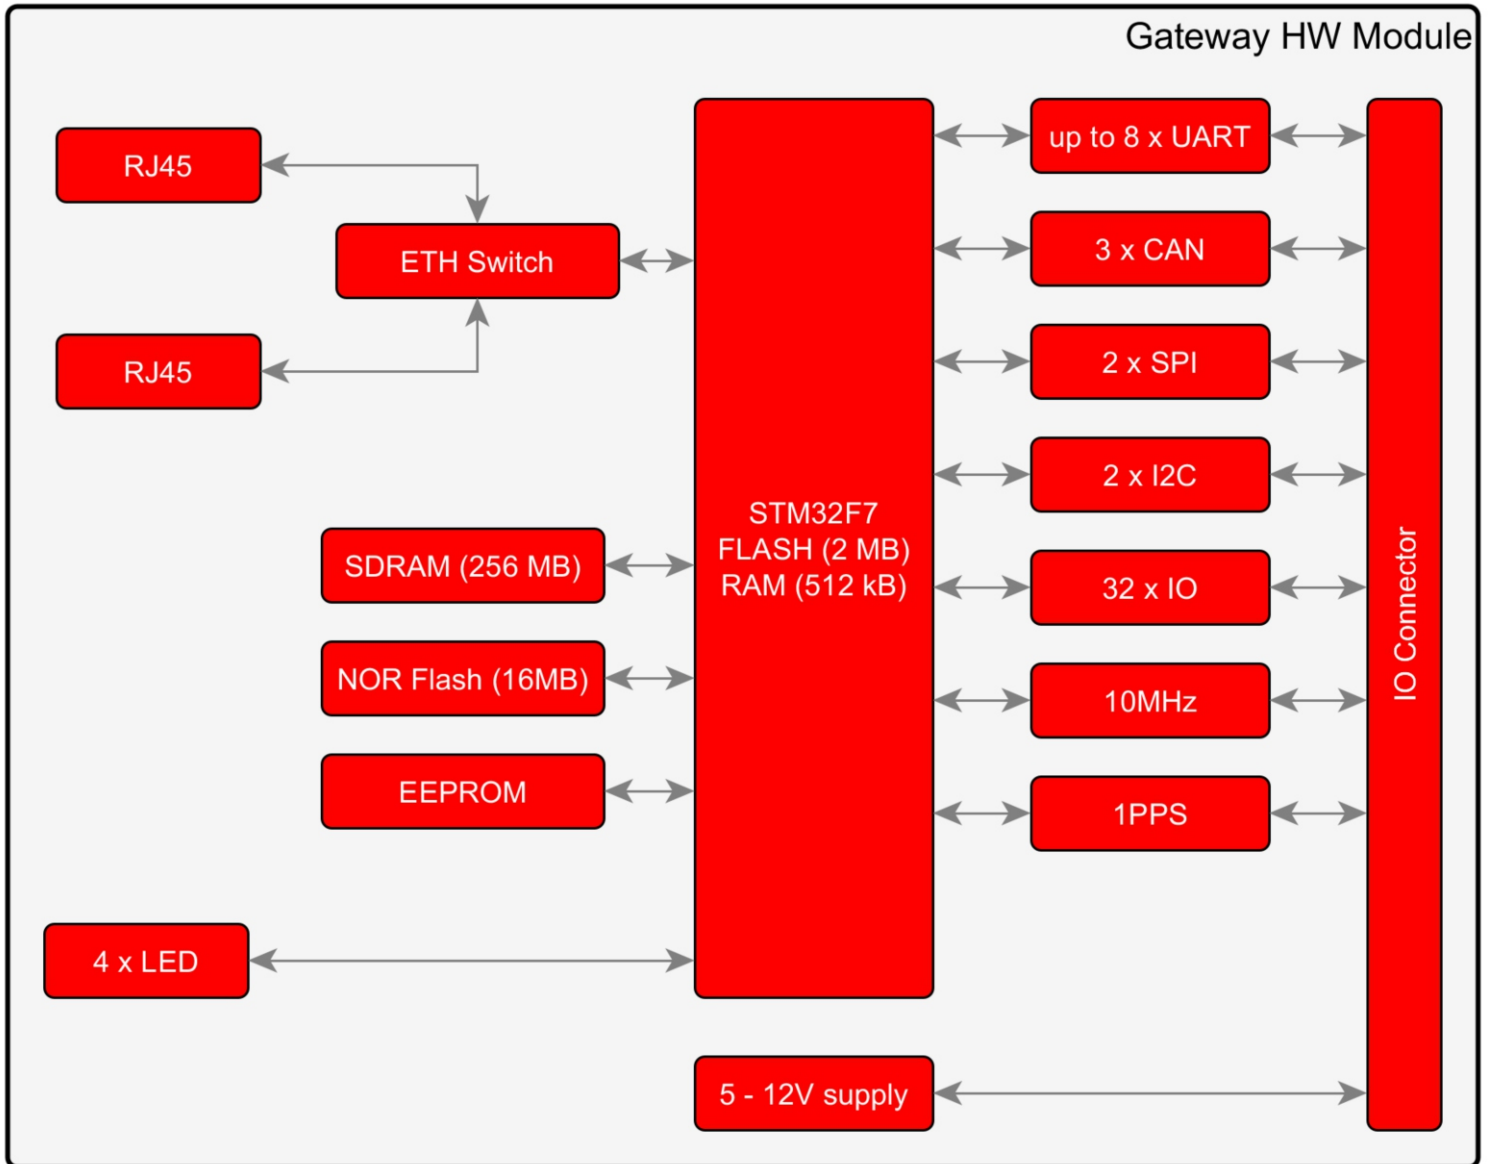 Gateway HW Module
RJ45
ETH Switch
RJ45
SDRAM (256 MB)
NOR Flash (16MB)
EEPROM
4 x LED
STM32F7
FLASH (2 MB)
RAM (512 kB)
5 - 12V supply
up to 8 x UART
3 x CAN
2 x SPI
2 x I2C
32 x IO
10MHz
1PPS
IO Connector